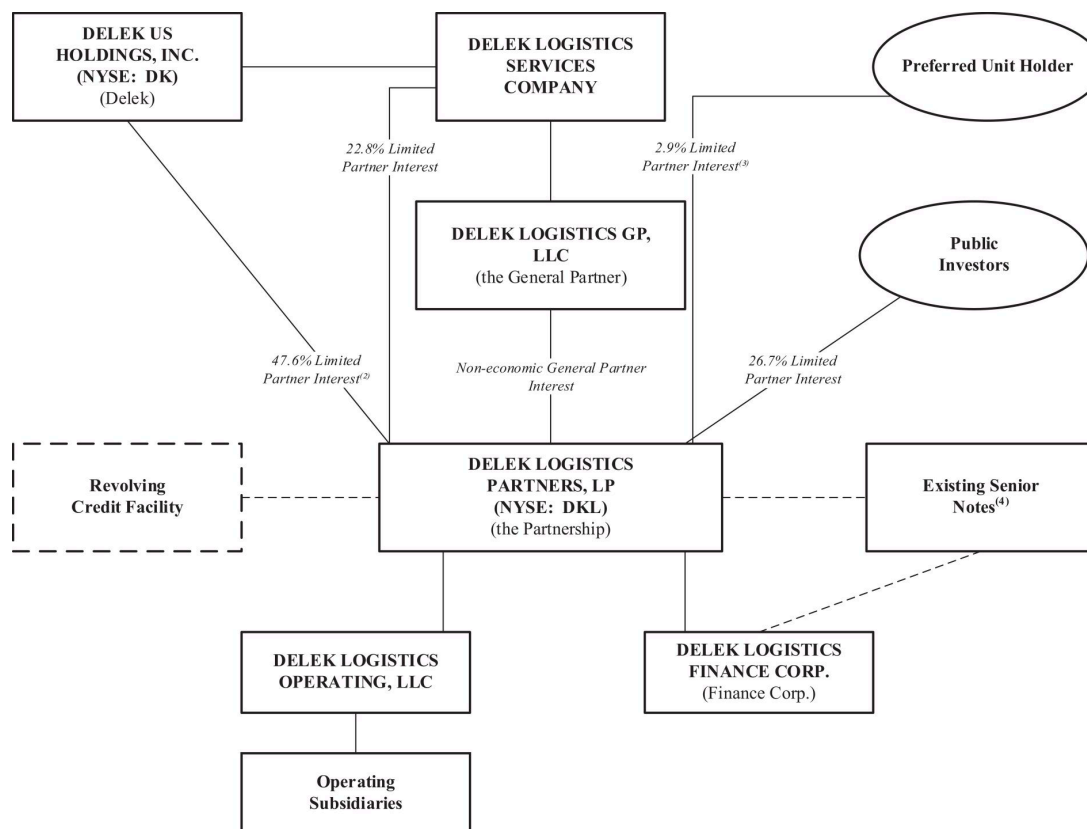 DELEK US
HOLDINGS, INC.
(NYSE: DK)
(Delek)
DELEK LOGISTICS
SERVICES
COMPANY
Preferred Unit Holder
22.8% Limited
Partner Interest
2.9% Limited
Partner Interest(3)
DELEK LOGISTICS GP,
LLC
(the General Partner)
Public
Investors
47.6% Limited
Partner Interest(2)
Non-economic General Partner
Interest
26.7% Limited
Partner Interest
Revolving
Credit Facility
DELEK LOGISTICS
PARTNERS, LP
(NYSE: DKL)
(the Partnership)
Existing Senior
Notes(4)
DELEK LOGISTICS
OPERATING, LLC
DELEK LOGISTICS
FINANCE CORP.
(Finance Corp.)
Operating
Subsidiaries